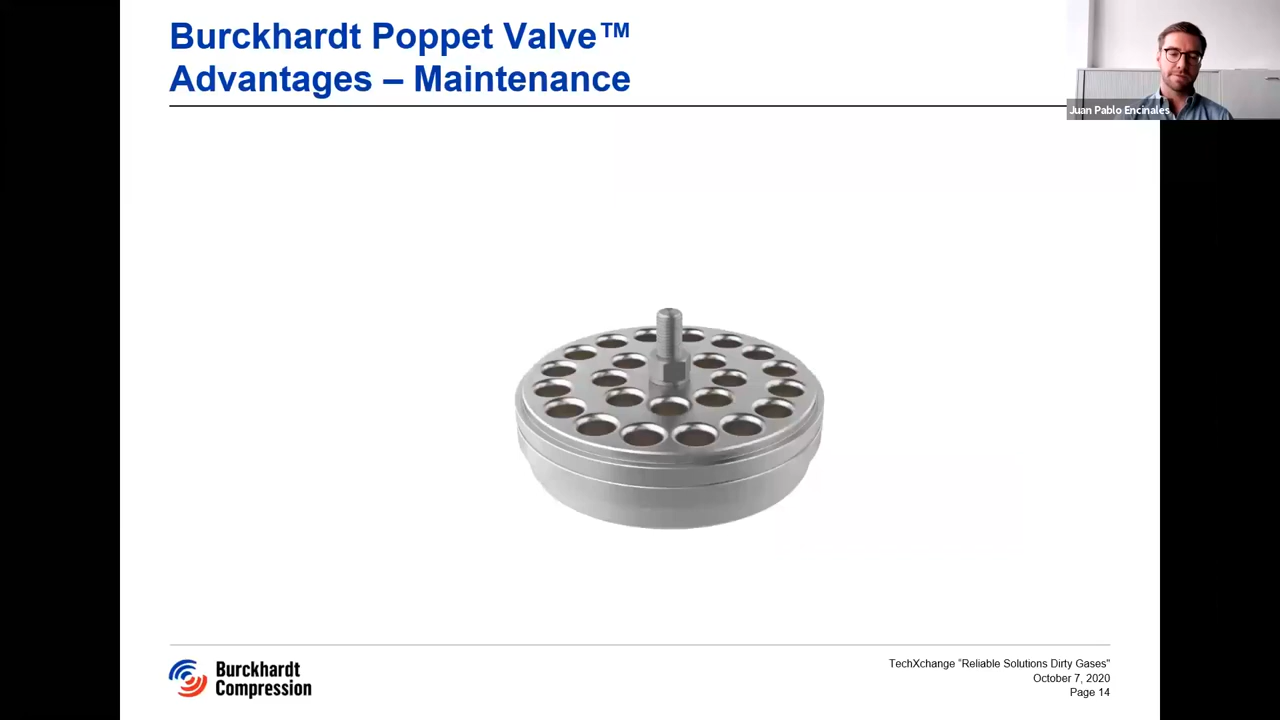 Burckhardt Poppet Valve™
Advantages – Maintenance
Juan Pablo Encinales
Burckhardt
Compression
TechXchange "Reliable Solutions Dirty Gases"
October 7, 2020
Page 14